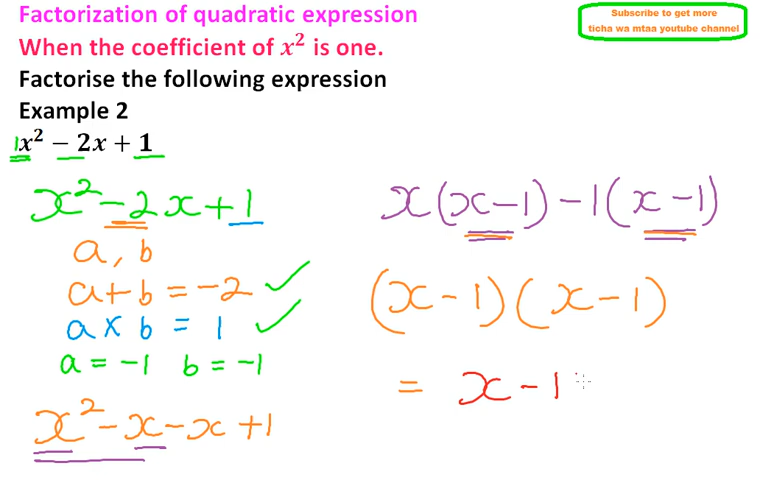 Factorization of quadratic expression
Subscribe to get more
ticha wa mtaa youtube channel
When the coefficient of x² is one.
Factorise the following expression
Example 2
1x² − 2x + 1
x² − 2x + 1
a, b
a + b = −2 ✓
a × b = 1 ✓
a = −1 b = −1
x² − x − x + 1
x(x − 1) − 1(x − 1)
(x − 1)(x − 1)
= x − 1